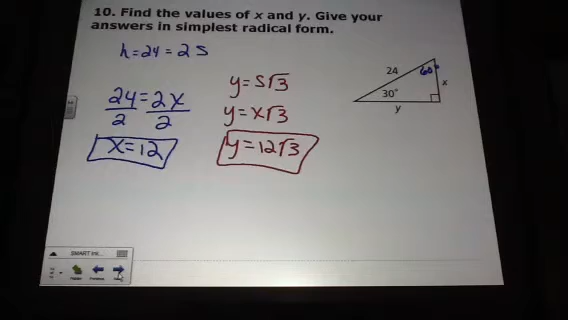 10. Find the values of x and y. Give your
answers in simplest radical form.
h=24=2s
24=2x
2 2
x=12
y=s√3
y=x√3
y=12√3
24
60
30°
x
y
SMART Ink...